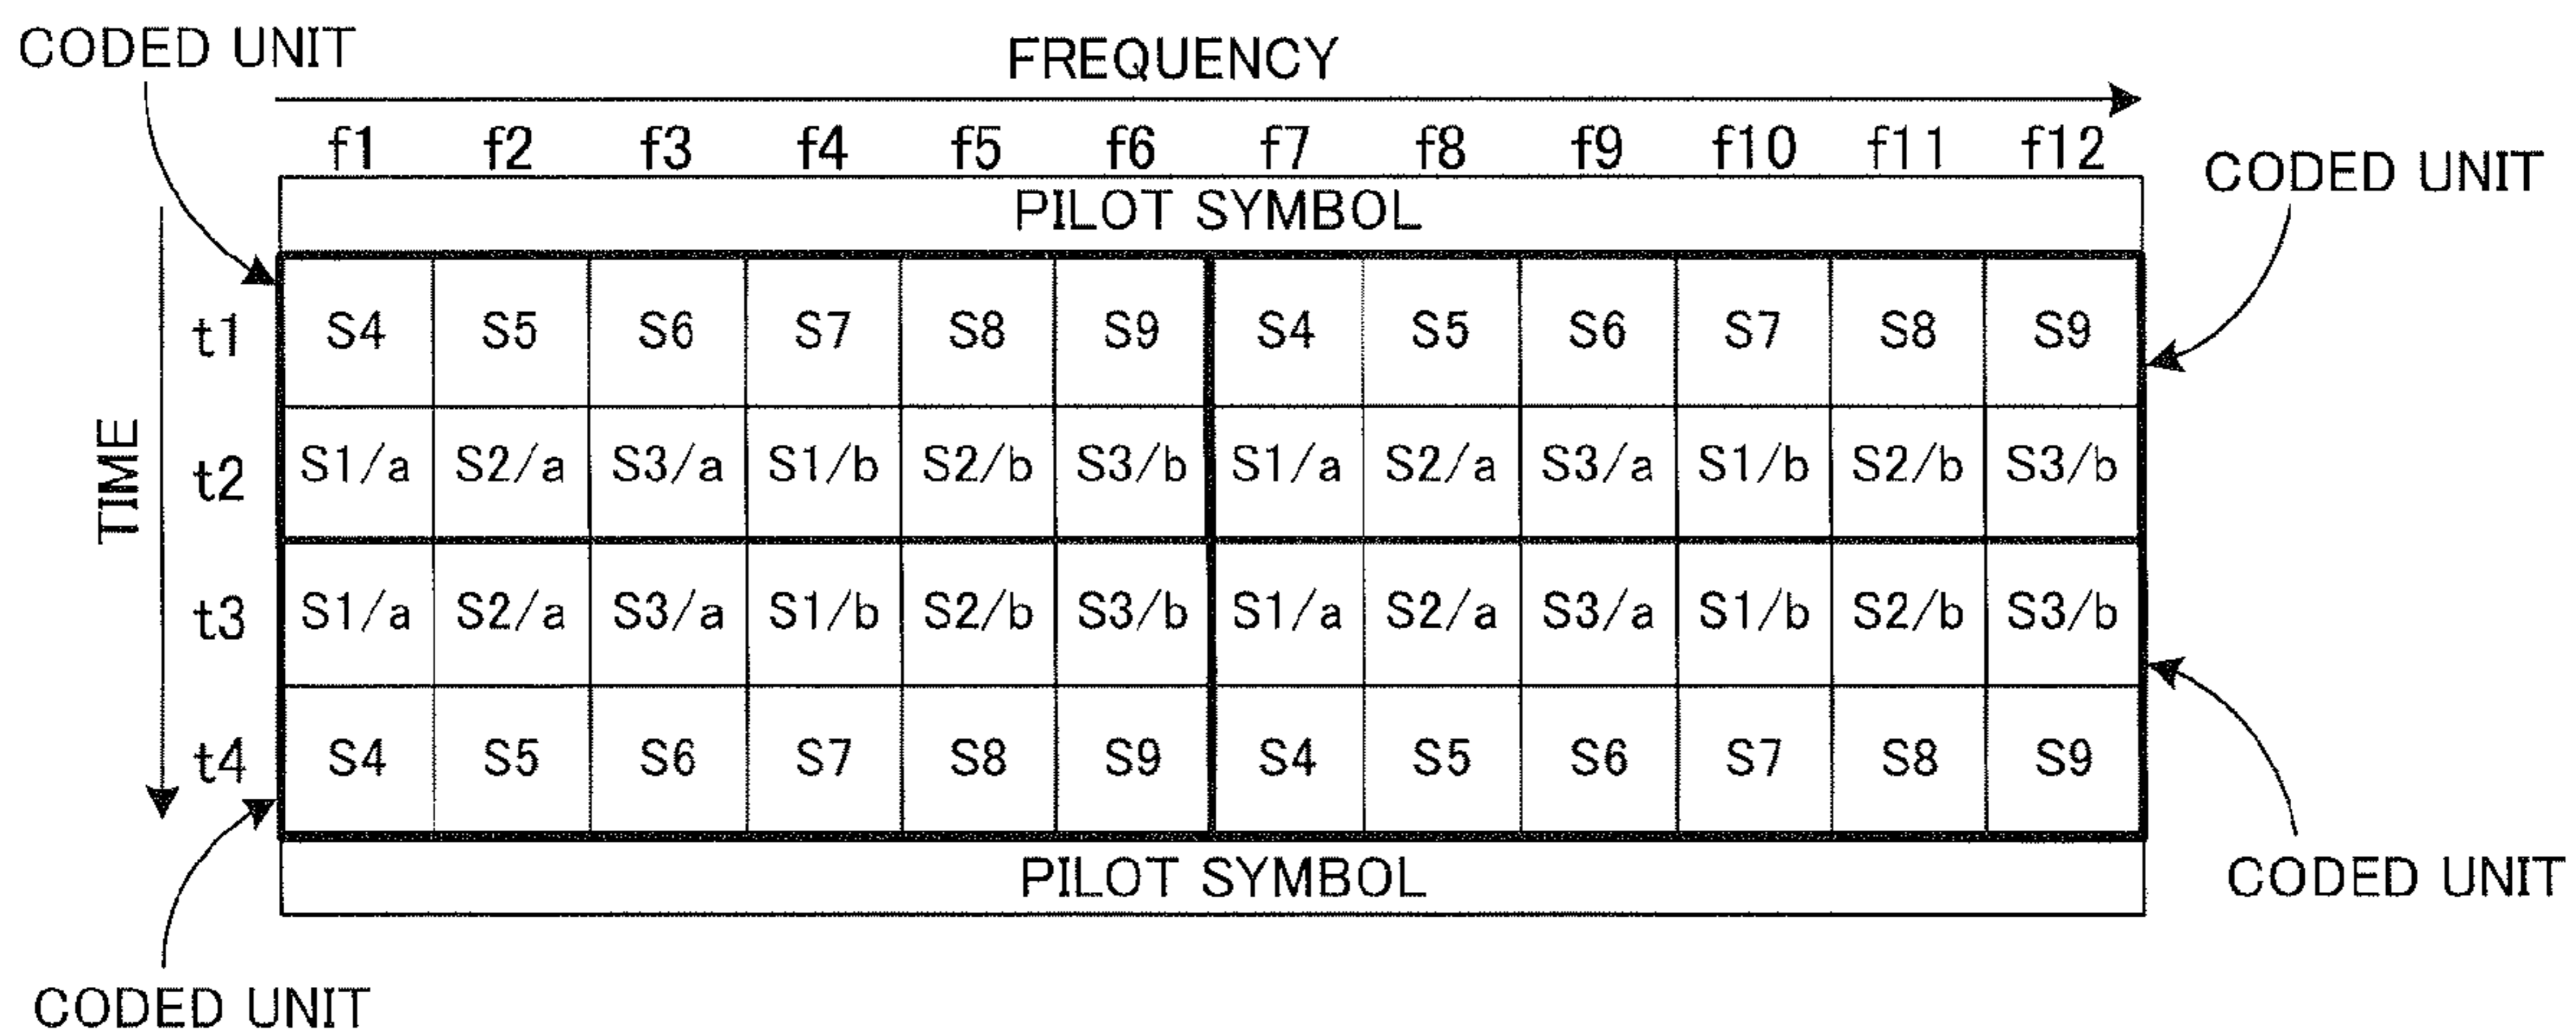 CODED UNIT
FREQUENCY
f1 f2 f3 f4 f5 f6 f7 f8 f9 f10 f11 f12
CODED UNIT
PILOT SYMBOL
t1 S4 S5 S6 S7 S8 S9 S4 S5 S6 S7 S8 S9
TIME
t2 S1/a S2/a S3/a S1/b S2/b S3/b S1/a S2/a S3/a S1/b S2/b S3/b
t3 S1/a S2/a S3/a S1/b S2/b S3/b S1/a S2/a S3/a S1/b S2/b S3/b
t4 S4 S5 S6 S7 S8 S9 S4 S5 S6 S7 S8 S9
PILOT SYMBOL
CODED UNIT
CODED UNIT